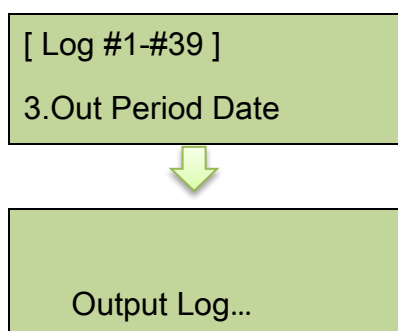 [ Log #1-#39 ]
3.Out Period Date
Output Log…